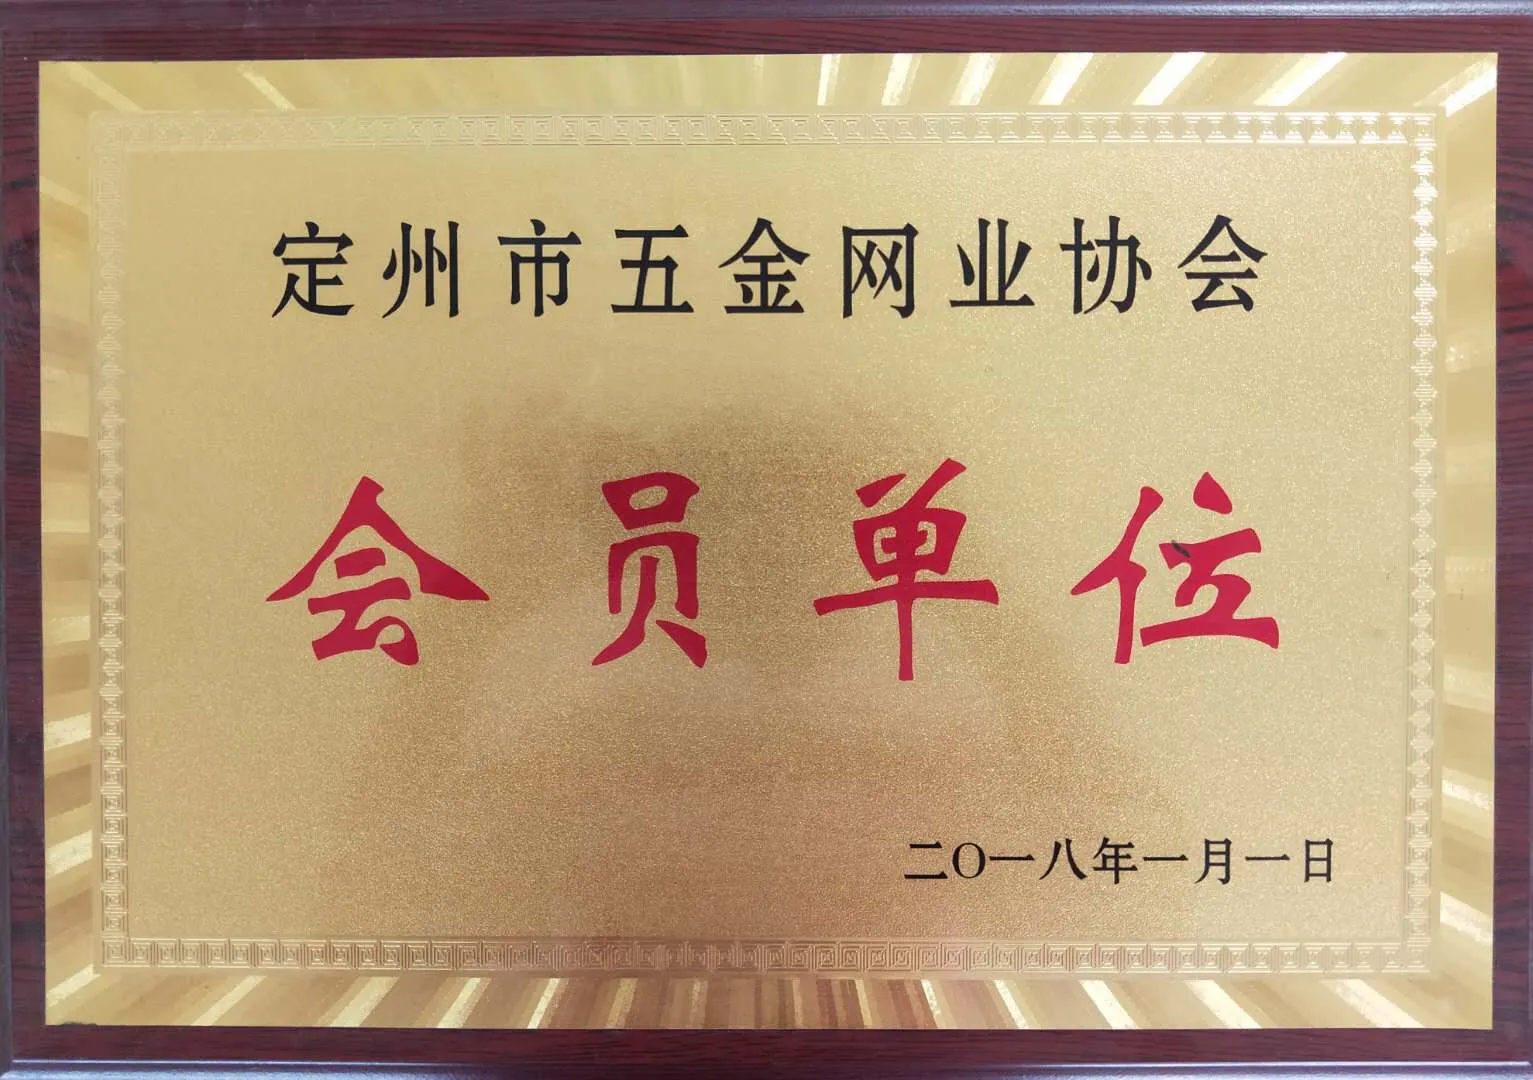 定州市五金网业协会
会员单位
二〇一八年一月一日